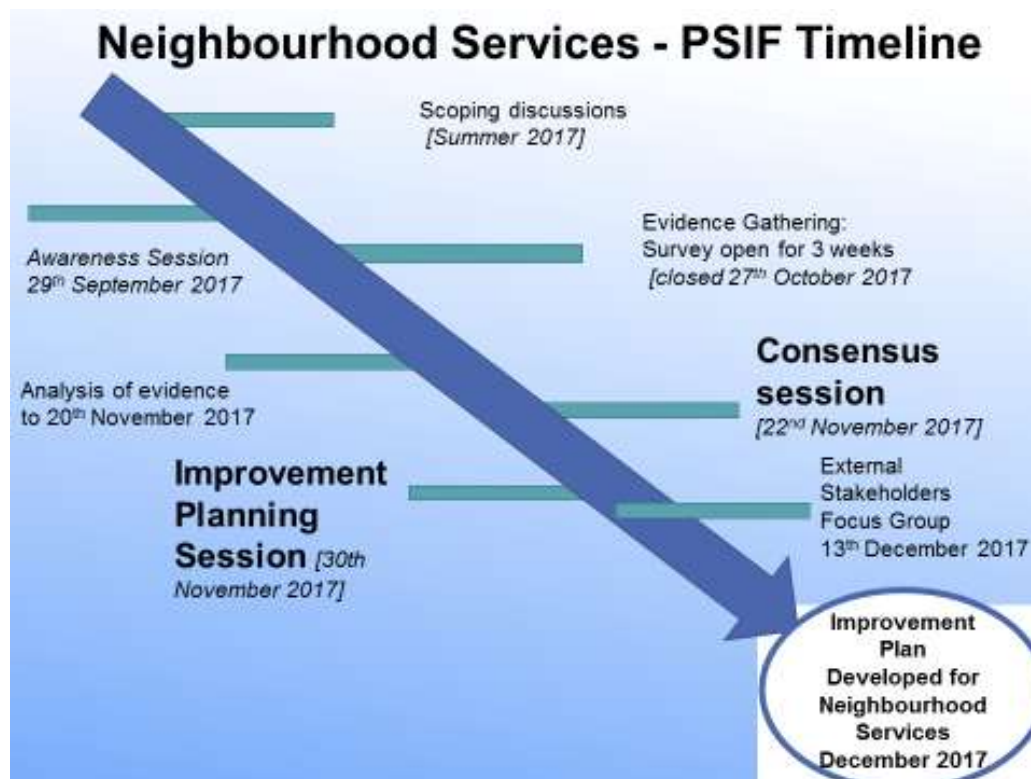 Neighbourhood Services - PSIF Timeline
Scoping discussions
[Summer 2017]
Awareness Session
29th September 2017
Evidence Gathering:
Survey open for 3 weeks
[closed 27th October 2017
Analysis of evidence
to 20th November 2017
Consensus
session
[22nd November 2017]
Improvement
Planning
Session [30th
November 2017]
External
Stakeholders
Focus Group
13th December 2017
Improvement
Plan
Developed for
Neighbourhood
Services
December 2017